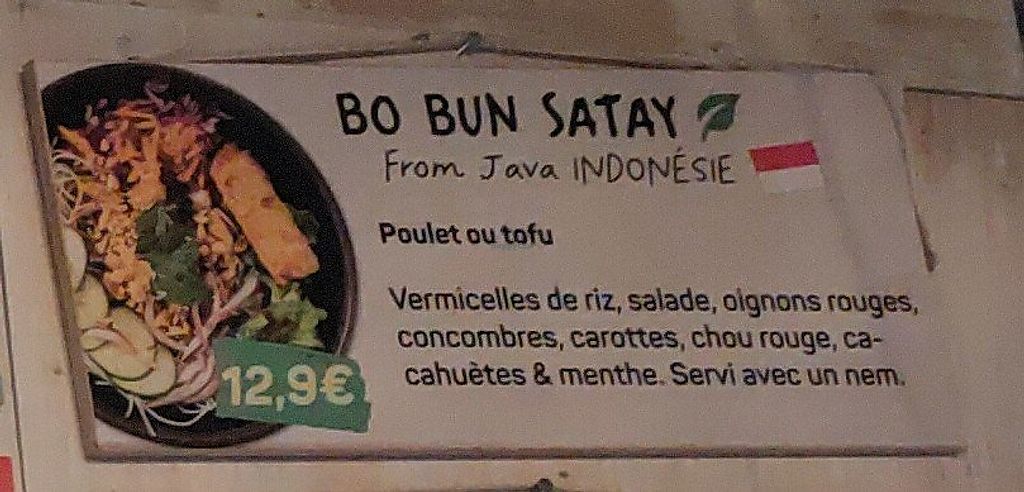 BO BUN SATAY
From Java INDONÉSIE
Poulet ou tofu
Vermicelles de riz, salade, oignons rouges,
concombres, carottes, chou rouge, ca-
cahuètes & menthe. Servi avec un nem.
12,9€